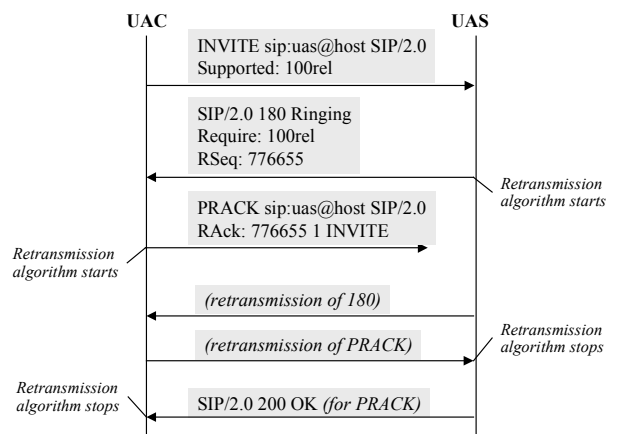 UAC
UAS
INVITE sip:uas@host SIP/2.0
Supported: 100rel
SIP/2.0 180 Ringing
Require: 100rel
RSeq: 776655
Retransmission
algorithm starts
PRACK sip:uas@host SIP/2.0
RAck: 776655 1 INVITE
Retransmission
algorithm starts
(retransmission of 180)
(retransmission of PRACK)
Retransmission
algorithm stops
Retransmission
algorithm stops
SIP/2.0 200 OK (for PRACK)